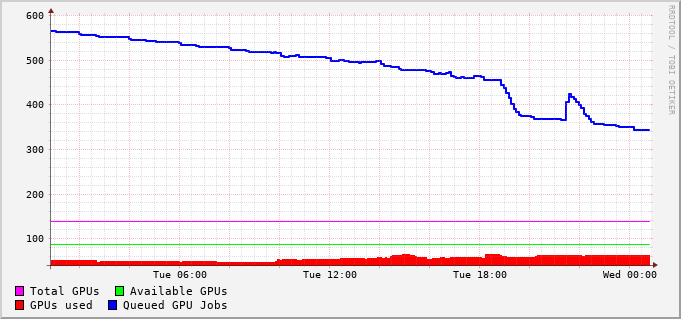 600
500
400
300
200
100
Tue 06:00 Tue 12:00 Tue 18:00 Wed 00:00
Total GPUs Available GPUs
GPUs used Queued GPU Jobs
RRDTOOL / TOBI OETIKER